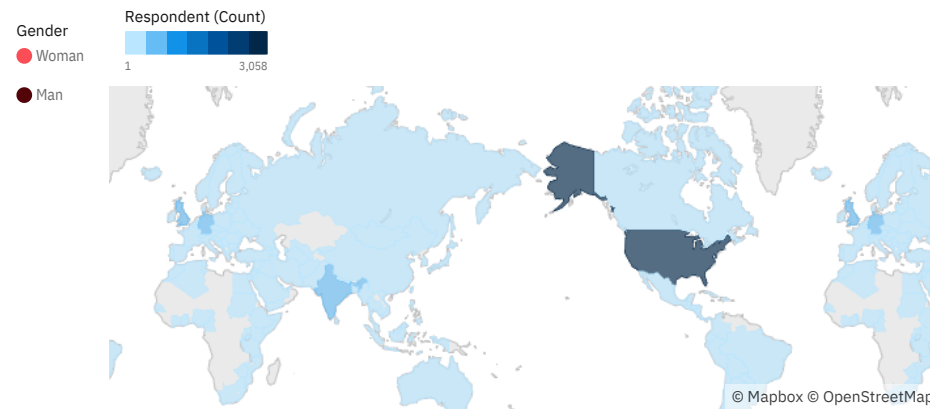 Respondent (Count)
Gender
Woman
1 3,058
Man
© Mapbox © OpenStreetMap